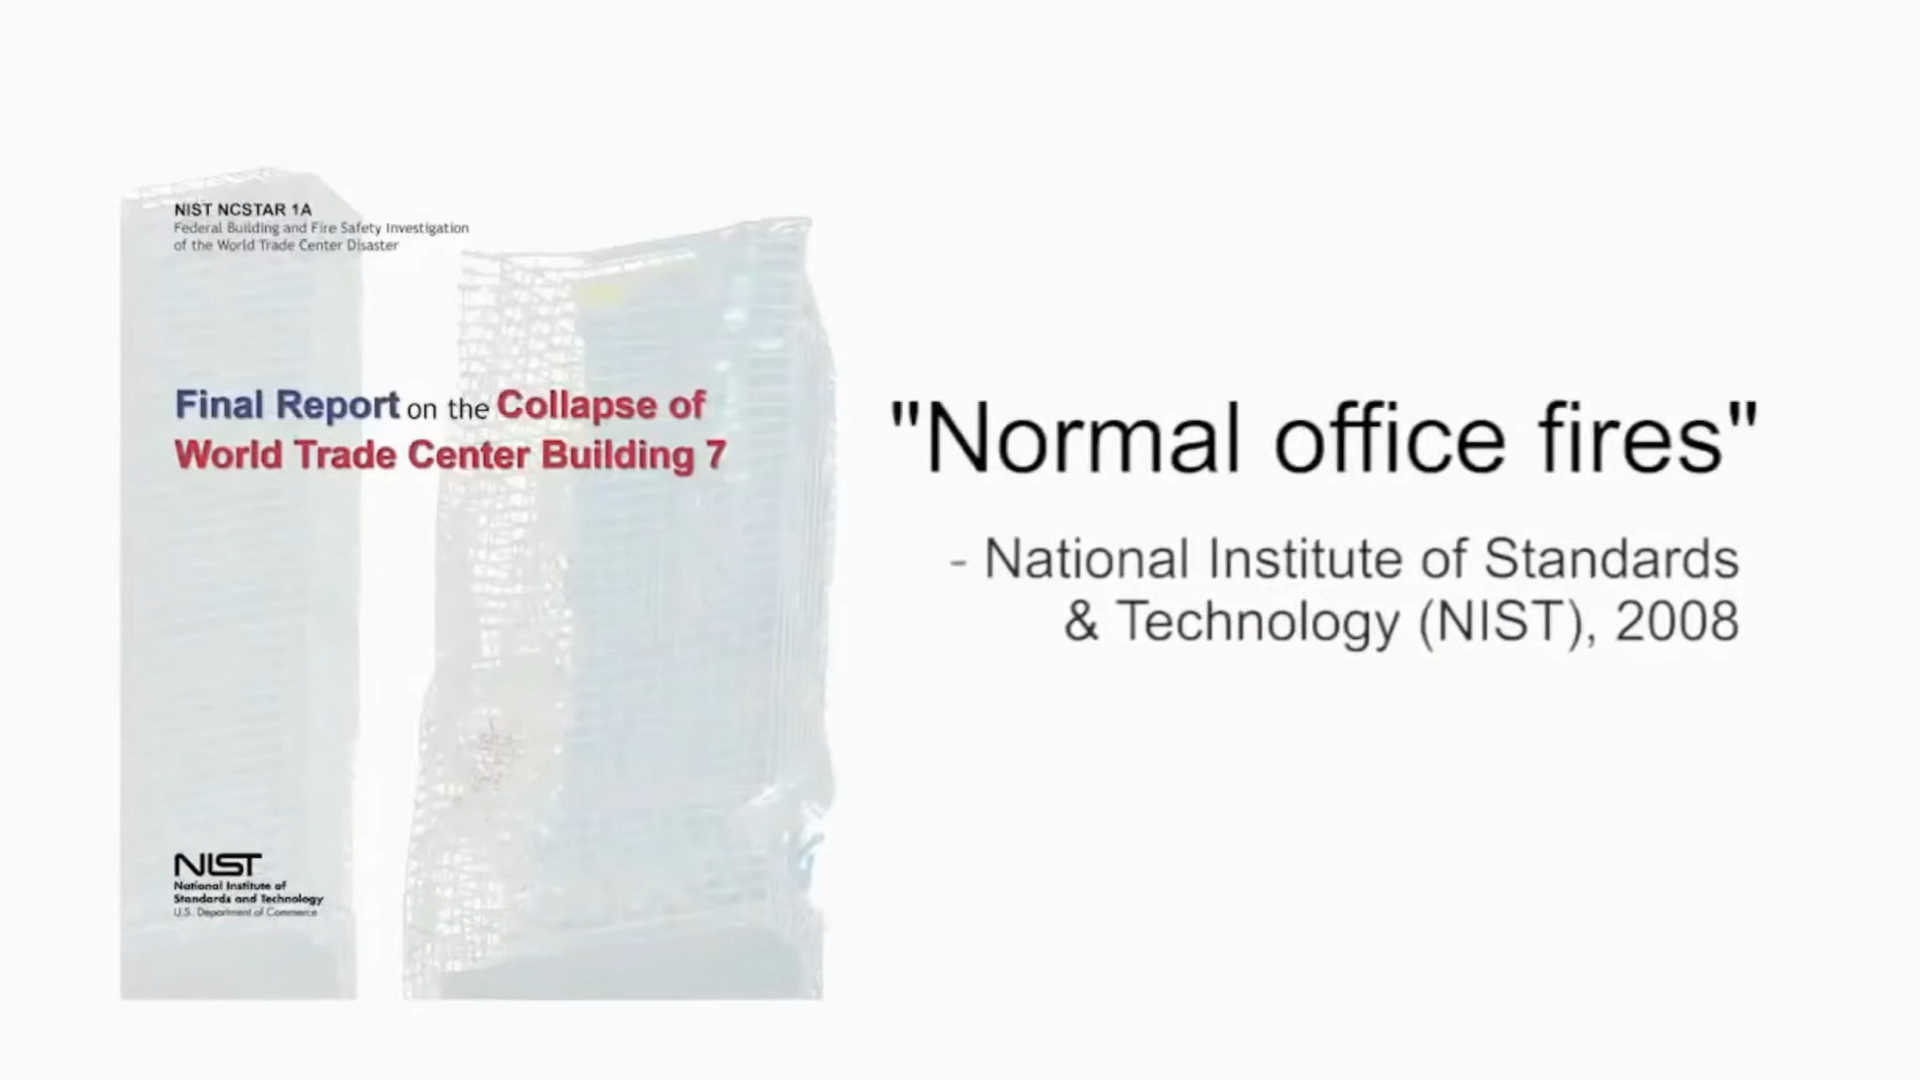 NIST NCSTAR 1A
Federal Building and Fire Safety Investigation
of the World Trade Center Disaster
Final Report on the Collapse of
World Trade Center Building 7
NIST
National Institute of
Standards and Technology
U.S. Department of Commerce
"Normal office fires"
- National Institute of Standards
& Technology (NIST), 2008